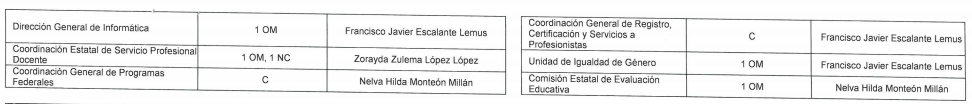 Dirección General de Informática 1 OM Francisco Javier Escalante Lemus
Coordinación Estatal de Servicio Profesional
Docente 1 OM, 1 NC Zorayda Zulema López López
Coordinación General de Programas
Federales C Nelva Hilda Monteón Millán
Coordinación General de Registro,
Certificación y Servicios a
Profesionistas C Francisco Javier Escalante Lemus
Unidad de Igualdad de Género 1 OM Francisco Javier Escalante Lemus
Comisión Estatal de Evaluación
Educativa 1 OM Nelva Hilda Monteón Millán